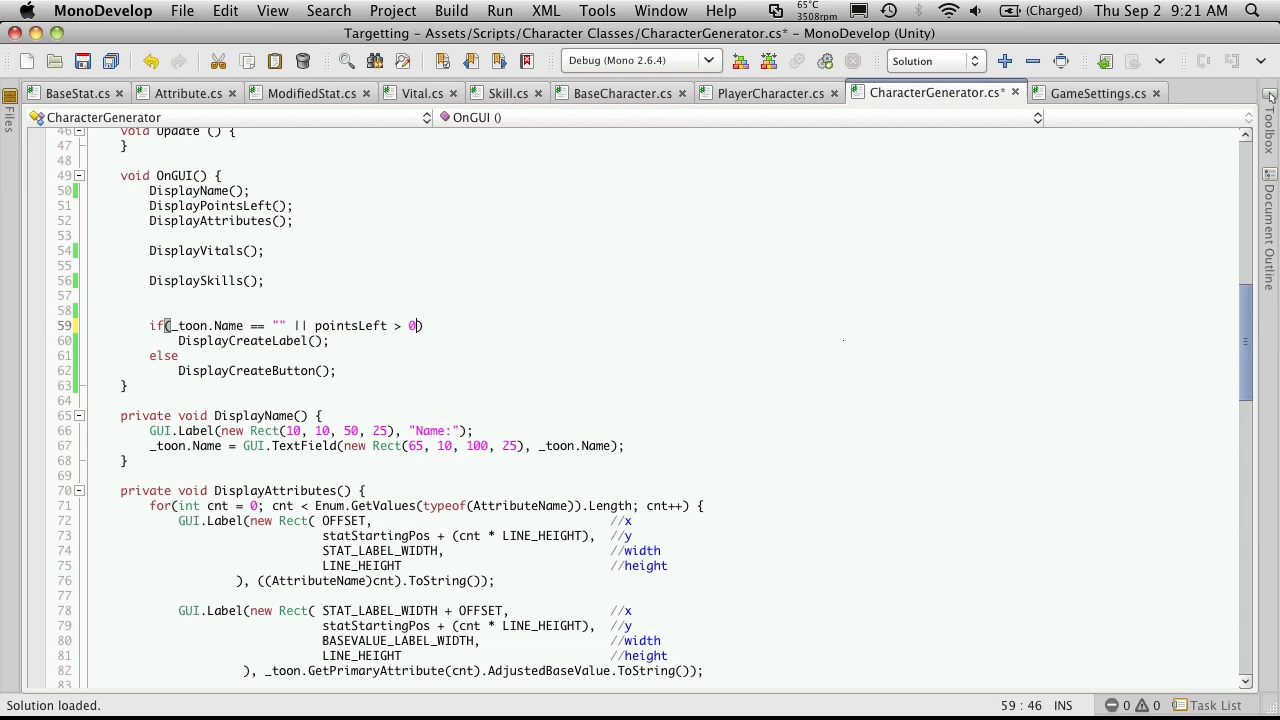 MonoDevelop File Edit View Search Project Build Run XML Tools Window Help 65°C 3508rpm (Charged) Thu Sep 2 9:21 AM
Targetting - Assets/Scripts/Character Classes/CharacterGenerator.cs* - MonoDevelop (Unity)
Debug (Mono 2.6.4) Solution
BaseStat.cs Attribute.cs ModifiedStat.cs Vital.cs Skill.cs BaseCharacter.cs PlayerCharacter.cs CharacterGenerator.cs* GameSettings.cs
CharacterGenerator OnGUI ()
Files
Toolbox
Document Outline
46 void Update () {
47 }
48
49 void OnGUI() {
50 DisplayName();
51 DisplayPointsLeft();
52 DisplayAttributes();
53
54 DisplayVitals();
55
56 DisplaySkills();
57
58
59 if(_toon.Name == "" || pointsLeft > 0)
60 DisplayCreateLabel();
61 else
62 DisplayCreateButton();
63 }
64
65 private void DisplayName() {
66 GUI.Label(new Rect(10, 10, 50, 25), "Name:");
67 _toon.Name = GUI.TextField(new Rect(65, 10, 100, 25), _toon.Name);
68 }
69
70 private void DisplayAttributes() {
71 for(int cnt = 0; cnt < Enum.GetValues(typeof(AttributeName)).Length; cnt++) {
72 GUI.Label(new Rect( OFFSET, //x
73 statStartingPos + (cnt * LINE_HEIGHT), //y
74 STAT_LABEL_WIDTH, //width
75 LINE_HEIGHT //height
76 ), ((AttributeName)cnt).ToString());
77
78 GUI.Label(new Rect( STAT_LABEL_WIDTH + OFFSET, //x
79 statStartingPos + (cnt * LINE_HEIGHT), //y
80 BASEVALUE_LABEL_WIDTH, //width
81 LINE_HEIGHT //height
82 ), _toon.GetPrimaryAttribute(cnt).AdjustedBaseValue.ToString());
83
Solution loaded. 59 : 46 INS 0 0 Task List